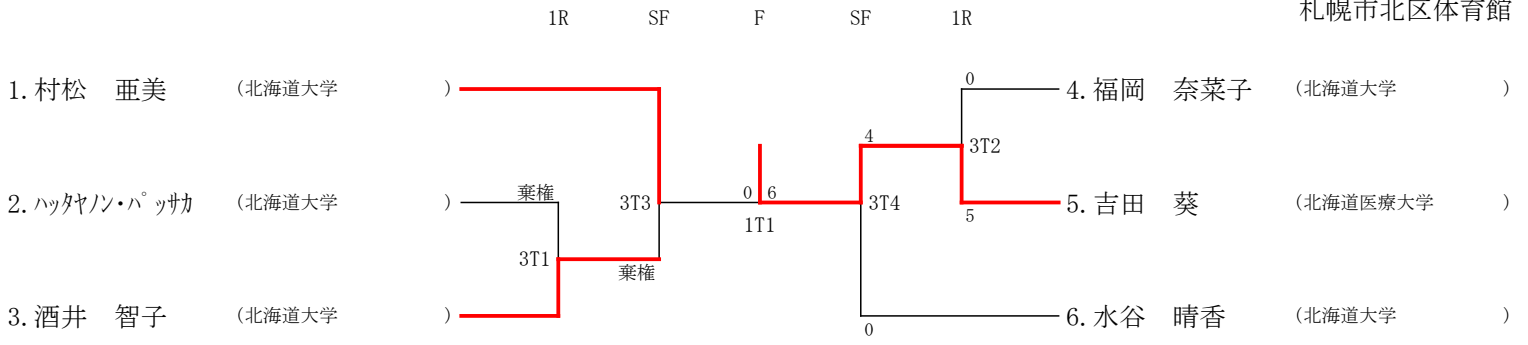 札幌市北区体育館
1R SF F SF 1R
1.村松 亜美 (北海道大学 )
0
4.福岡 奈菜子 (北海道大学 )
4
3T2
2.ﾊｯﾀﾔﾉﾝ･ﾊﾟｯｻｶ (北海道大学 )
棄権
3T3
0 6
3T4
5
5.吉田 葵 (北海道医療大学 )
1T1
3T1
棄権
3.酒井 智子 (北海道大学 )
0
6.水谷 晴香 (北海道大学 )